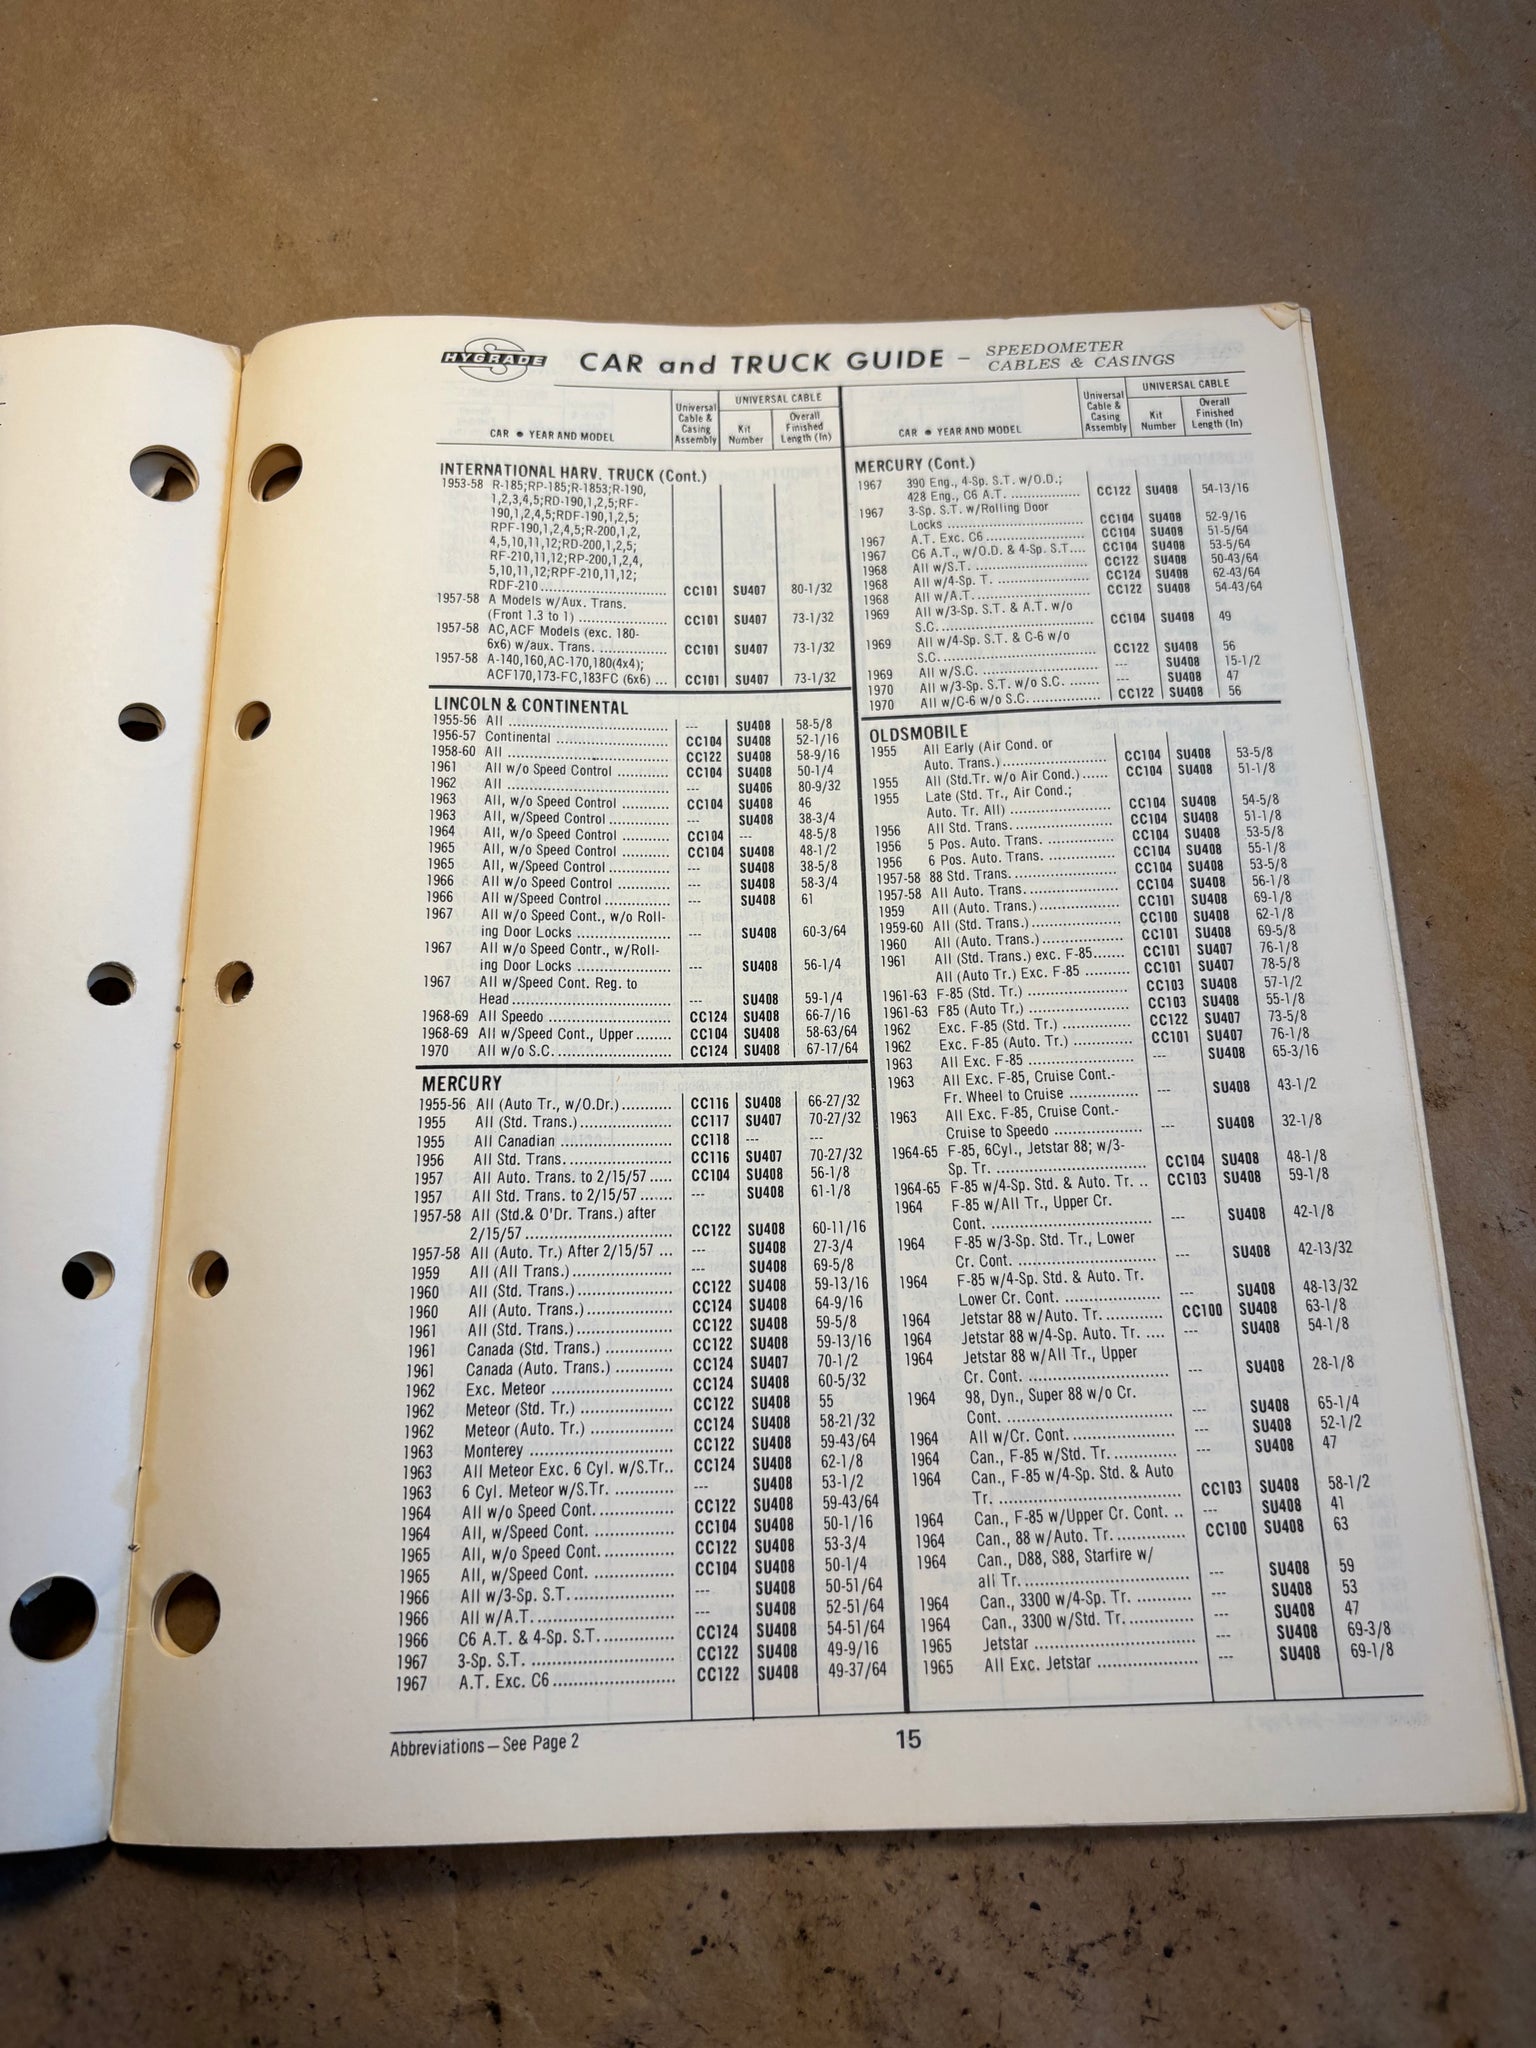 HYGRADE
CAR and TRUCK GUIDE – SPEEDOMETER CABLES & CASINGS
CAR • YEAR AND MODEL
Universal Cable & Casing Assembly
UNIVERSAL CABLE
Kit Number
Overall Finished Length (In)
INTERNATIONAL HARV. TRUCK (Cont.)
1953-58 R-185;RP-185;R-1853;R-190,
1,2,3,4,5;RD-190,1,2,5;RF-
190,1,2,4,5;RDF-190,1,2,5;
RPF-190,1,2,4,5;R-200,1,2,
4,5,10,11,12;RD-200,1,2,5;
RF-210,11,12;RP-200,1,2,4,
5,10,11,12;RPF-210,11,12;
RDF-210 CC101 SU407 80-1/32
1957-58 A Models w/Aux. Trans.
(Front 1.3 to 1) CC101 SU407 73-1/32
1957-58 AC,ACF Models (exc. 180-
6x6) w/aux. Trans. CC101 SU407 73-1/32
1957-58 A-140,160,AC-170,180(4x4);
ACF170,173-FC,183FC (6x6) ... CC101 SU407 73-1/32
LINCOLN & CONTINENTAL
1955-56 All --- SU408 58-5/8
1956-57 Continental CC104 SU408 52-1/16
1958-60 All CC122 SU408 58-9/16
1961 All w/o Speed Control CC104 SU408 50-1/4
1962 All --- SU406 80-9/32
1963 All, w/o Speed Control CC104 SU408 46
1963 All, w/Speed Control --- SU408 38-3/4
1964 All, w/o Speed Control CC104 --- 48-5/8
1965 All, w/o Speed Control CC104 SU408 48-1/2
1965 All, w/Speed Control --- SU408 38-5/8
1966 All w/o Speed Control --- SU408 58-3/4
1966 All w/Speed Control --- SU408 61
1967 All w/o Speed Cont., w/o Roll-
ing Door Locks --- SU408 60-3/64
1967 All w/o Speed Contr., w/Roll-
ing Door Locks --- SU408 56-1/4
1967 All w/Speed Cont. Reg. to
Head --- SU408 59-1/4
1968-69 All Speedo CC124 SU408 66-7/16
1968-69 All w/Speed Cont., Upper CC104 SU408 58-63/64
1970 All w/o S.C. CC124 SU408 67-17/64
MERCURY
1955-56 All (Auto Tr., w/O.Dr.) CC116 SU408 66-27/32
1955 All (Std. Trans.) CC117 SU407 70-27/32
1955 All Canadian CC118 --- ---
1956 All Std. Trans. CC116 SU407 70-27/32
1957 All Auto. Trans. to 2/15/57 CC104 SU408 56-1/8
1957 All Std. Trans. to 2/15/57 --- SU408 61-1/8
1957-58 All (Std.& O'Dr. Trans.) after
2/15/57 CC122 SU408 60-11/16
1957-58 All (Auto. Tr.) After 2/15/57 ... --- SU408 27-3/4
1959 All (All Trans.) --- SU408 69-5/8
1960 All (Std. Trans.) CC122 SU408 59-13/16
1960 All (Auto. Trans.) CC124 SU408 64-9/16
1961 All (Std. Trans.) CC122 SU408 59-5/8
1961 Canada (Std. Trans.) CC122 SU408 59-13/16
1961 Canada (Auto. Trans.) CC124 SU407 70-1/2
1962 Exc. Meteor CC124 SU408 60-5/32
1962 Meteor (Std. Tr.) CC122 SU408 55
1962 Meteor (Auto. Tr.) CC124 SU408 58-21/32
1963 Monterey CC122 SU408 59-43/64
1963 All Meteor Exc. 6 Cyl. w/S.Tr.. CC124 SU408 62-1/8
1963 6 Cyl. Meteor w/S.Tr. --- SU408 53-1/2
1964 All w/o Speed Cont. CC122 SU408 59-43/64
1964 All, w/Speed Cont. CC104 SU408 50-1/16
1965 All, w/o Speed Cont. CC122 SU408 53-3/4
1965 All, w/Speed Cont. CC104 SU408 50-1/4
1966 All w/3-Sp. S.T. --- SU408 50-51/64
1966 All w/A.T. --- SU408 52-51/64
1966 C6 A.T. & 4-Sp. S.T. CC124 SU408 54-51/64
1967 3-Sp. S.T. CC122 SU408 49-9/16
1967 A.T. Exc. C6 CC122 SU408 49-37/64
CAR • YEAR AND MODEL
Universal Cable & Casing Assembly
UNIVERSAL CABLE
Kit Number
Overall Finished Length (In)
MERCURY (Cont.)
1967 390 Eng., 4-Sp. S.T. w/O.D.;
428 Eng., C6 A.T. CC122 SU408 54-13/16
1967 3-Sp. S.T. w/Rolling Door
Locks CC104 SU408 52-9/16
1967 A.T. Exc. C6 CC104 SU408 51-5/64
1967 C6 A.T., w/O.D. & 4-Sp. S.T. CC104 SU408 53-5/64
1968 All w/S.T. CC122 SU408 50-43/64
1968 All w/4-Sp. T. CC124 SU408 62-43/64
1968 All w/A.T. CC122 SU408 54-43/64
1969 All w/3-Sp. S.T. & A.T. w/o
S.C. CC104 SU408 49
1969 All w/4-Sp. S.T. & C-6 w/o
S.C. CC122 SU408 56
1969 All w/S.C. --- SU408 15-1/2
1970 All w/3-Sp. S.T. w/o S.C. --- SU408 47
1970 All w/C-6 w/o S.C. CC122 SU408 56
OLDSMOBILE
1955 All Early (Air Cond. or
Auto. Trans.) CC104 SU408 53-5/8
1955 All (Std.Tr. w/o Air Cond.) CC104 SU408 51-1/8
1955 Late (Std. Tr., Air Cond.;
Auto. Tr. All) CC104 SU408 54-5/8
1956 All Std. Trans. CC104 SU408 51-1/8
1956 5 Pos. Auto. Trans. CC104 SU408 53-5/8
1956 6 Pos. Auto. Trans. CC104 SU408 55-1/8
1957-58 88 Std. Trans. CC104 SU408 53-5/8
1957-58 All Auto. Trans. CC104 SU408 56-1/8
1959 All (Auto. Trans.) CC101 SU408 69-1/8
1959-60 All (Std. Trans.) CC100 SU408 62-1/8
1960 All (Auto. Trans.) CC101 SU408 69-5/8
1961 All (Std. Trans.) exc. F-85 CC101 SU407 76-1/8
All (Auto Tr.) Exc. F-85 CC101 SU407 78-5/8
1961-63 F-85 (Std. Tr.) CC103 SU408 57-1/2
1961-63 F85 (Auto Tr.) CC103 SU408 55-1/8
1962 Exc. F-85 (Std. Tr.) CC122 SU407 73-5/8
1962 Exc. F-85 (Auto. Tr.) CC101 SU407 76-1/8
1963 All Exc. F-85 --- SU408 65-3/16
1963 All Exc. F-85, Cruise Cont.-
Fr. Wheel to Cruise --- SU408 43-1/2
1963 All Exc. F-85, Cruise Cont.-
Cruise to Speedo --- SU408 32-1/8
1964-65 F-85, 6Cyl., Jetstar 88; w/3-
Sp. Tr. CC104 SU408 48-1/8
1964-65 F-85 w/4-Sp. Std. & Auto. Tr. .. CC103 SU408 59-1/8
1964 F-85 w/All Tr., Upper Cr.
Cont. --- SU408 42-1/8
1964 F-85 w/3-Sp. Std. Tr., Lower
Cr. Cont. --- SU408 42-13/32
1964 F-85 w/4-Sp. Std. & Auto. Tr.
Lower Cr. Cont. --- SU408 48-13/32
1964 Jetstar 88 w/Auto. Tr. CC100 SU408 63-1/8
1964 Jetstar 88 w/4-Sp. Auto. Tr. --- SU408 54-1/8
1964 Jetstar 88 w/All Tr., Upper
Cr. Cont. --- SU408 28-1/8
1964 98, Dyn., Super 88 w/o Cr.
Cont. --- SU408 65-1/4
1964 All w/Cr. Cont. --- SU408 52-1/2
1964 Can., F-85 w/Std. Tr. --- SU408 47
1964 Can., F-85 w/4-Sp. Std. & Auto
Tr. CC103 SU408 58-1/2
1964 Can., F-85 w/Upper Cr. Cont. .. --- SU408 41
1964 Can., 88 w/Auto. Tr. CC100 SU408 63
1964 Can., D88, S88, Starfire w/
all Tr. --- SU408 59
1964 Can., 3300 w/4-Sp. Tr. --- SU408 53
1964 Can., 3300 w/Std. Tr. --- SU408 47
1965 Jetstar --- SU408 69-3/8
1965 All Exc. Jetstar --- SU408 69-1/8
Abbreviations—See Page 2
15